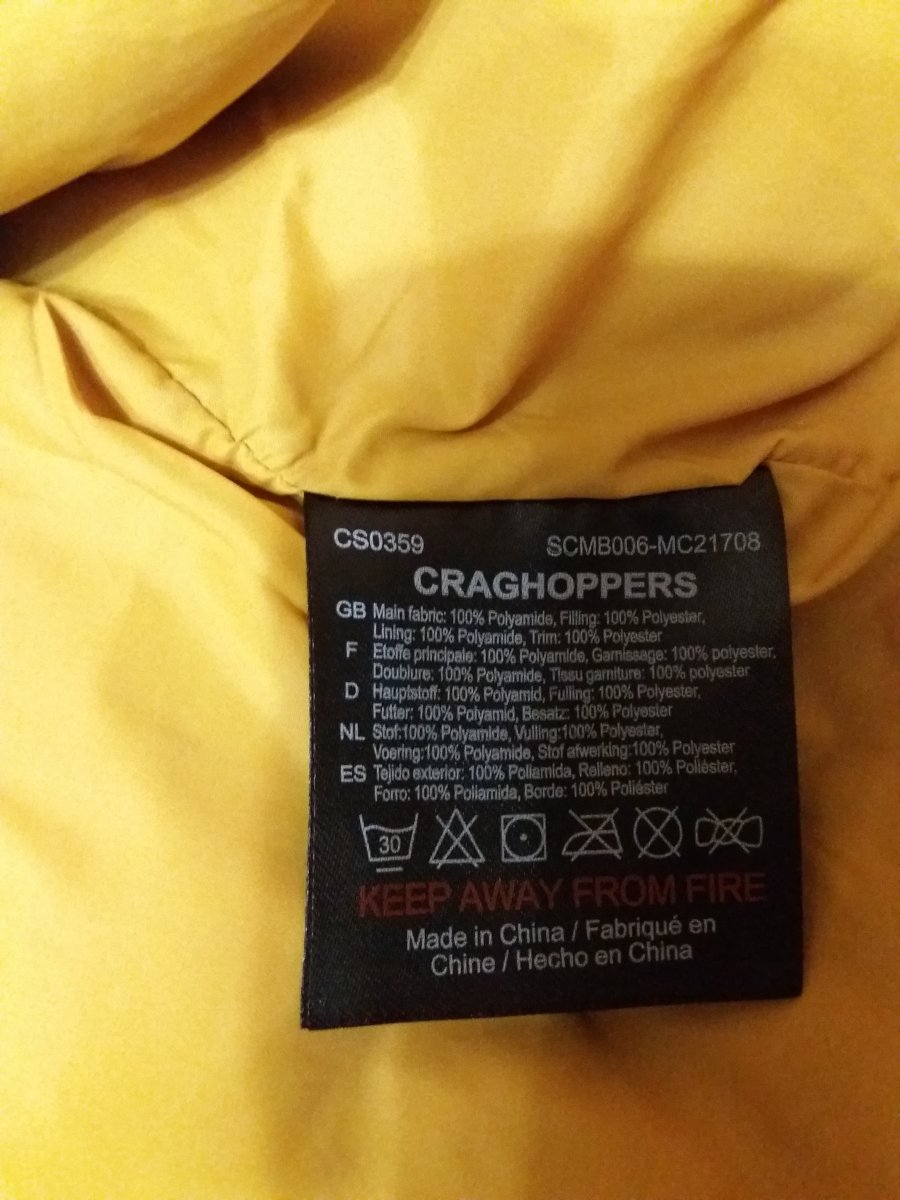 CS0359 SCMB006-MC21708
CRAGHOPPERS
GB Main fabric: 100% Polyamide, Filling: 100% Polyester,
Lining: 100% Polyamide, Trim: 100% Polyester
F Etoffe principale: 100% Polyamide, Garnissage: 100% polyester,
Doublure: 100% Polyamide, Tissu garniture: 100% polyester
D Hauptstoff: 100% Polyamid, Fulling: 100% Polyester,
Futter: 100% Polyamid, Besatz: 100% Polyester
NL Stof:100% Polyamide, Vulling:100% Polyester,
Voering:100% Polyamide, Stof afwerking:100% Polyester
ES Tejido exterior: 100% Poliamida, Relleno: 100% Poliéster,
Forro: 100% Poliamida, Borde: 100% Poliéster
30
KEEP AWAY FROM FIRE
Made in China / Fabriqué en
Chine / Hecho en China